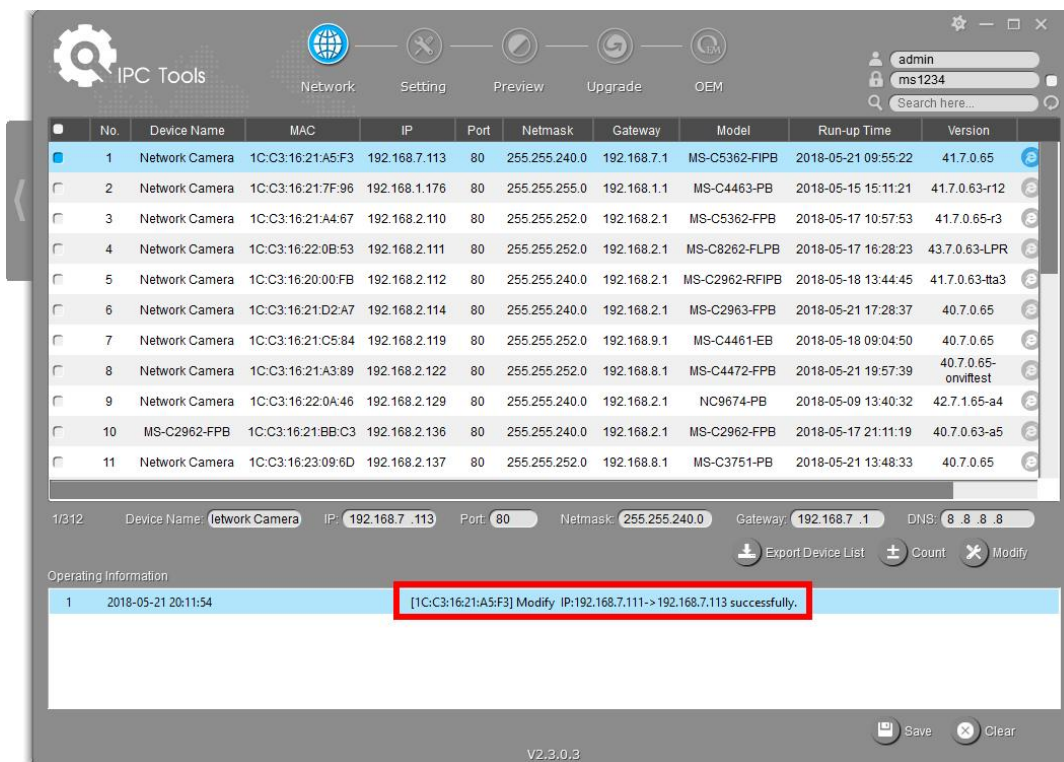 IPC Tools
Network Setting Preview Upgrade OEM
admin
ms1234
Search here...
No. Device Name MAC IP Port Netmask Gateway Model Run-up Time Version
1 Network Camera 1C:C3:16:21:A5:F3 192.168.7.113 80 255.255.240.0 192.168.7.1 MS-C5362-FIPB 2018-05-21 09:55:22 41.7.0.65
2 Network Camera 1C:C3:16:21:7F:96 192.168.1.176 80 255.255.255.0 192.168.1.1 MS-C4463-PB 2018-05-15 15:11:21 41.7.0.63-r12
3 Network Camera 1C:C3:16:21:A4:67 192.168.2.110 80 255.255.252.0 192.168.2.1 MS-C5362-FPB 2018-05-17 10:57:53 41.7.0.65-r3
4 Network Camera 1C:C3:16:22:0B:53 192.168.2.111 80 255.255.252.0 192.168.2.1 MS-C8262-FLPB 2018-05-17 16:28:23 43.7.0.63-LPR
5 Network Camera 1C:C3:16:20:00:FB 192.168.2.112 80 255.255.240.0 192.168.2.1 MS-C2962-RFIPB 2018-05-18 13:44:45 41.7.0.63-tta3
6 Network Camera 1C:C3:16:21:D2:A7 192.168.2.114 80 255.255.240.0 192.168.2.1 MS-C2963-FPB 2018-05-21 17:28:37 40.7.0.65
7 Network Camera 1C:C3:16:21:C5:84 192.168.2.119 80 255.255.252.0 192.168.9.1 MS-C4461-EB 2018-05-18 09:04:50 40.7.0.65
8 Network Camera 1C:C3:16:21:A3:89 192.168.2.122 80 255.255.252.0 192.168.8.1 MS-C4472-FPB 2018-05-21 19:57:39 40.7.0.65-
onviftest
9 Network Camera 1C:C3:16:22:0A:46 192.168.2.129 80 255.255.240.0 192.168.2.1 NC9674-PB 2018-05-09 13:40:32 42.7.1.65-a4
10 MS-C2962-FPB 1C:C3:16:21:BB:C3 192.168.2.136 80 255.255.240.0 192.168.2.1 MS-C2962-FPB 2018-05-17 21:11:19 40.7.0.63-a5
11 Network Camera 1C:C3:16:23:09:6D 192.168.2.137 80 255.255.252.0 192.168.8.1 MS-C3751-PB 2018-05-21 13:48:33 40.7.0.65
1/312 Device Name: letwork Camera IP: 192.168.7 .113 Port: 80 Netmask: 255.255.240.0 Gateway: 192.168.7 .1 DNS: 8 .8 .8 .8
Export Device List Count Modify
Operating Information
1 2018-05-21 20:11:54 [1C:C3:16:21:A5:F3] Modify IP:192.168.7.111->192.168.7.113 successfully.
Save Clear
V2.3.0.3